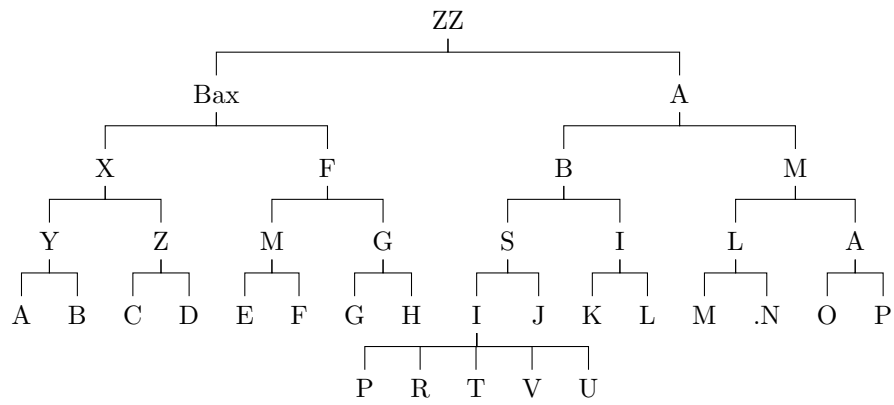 ZZ
Bax A
X F B M
Y Z M G S I L A
A B C D E F G H I J K L M .N O P
P R T V U